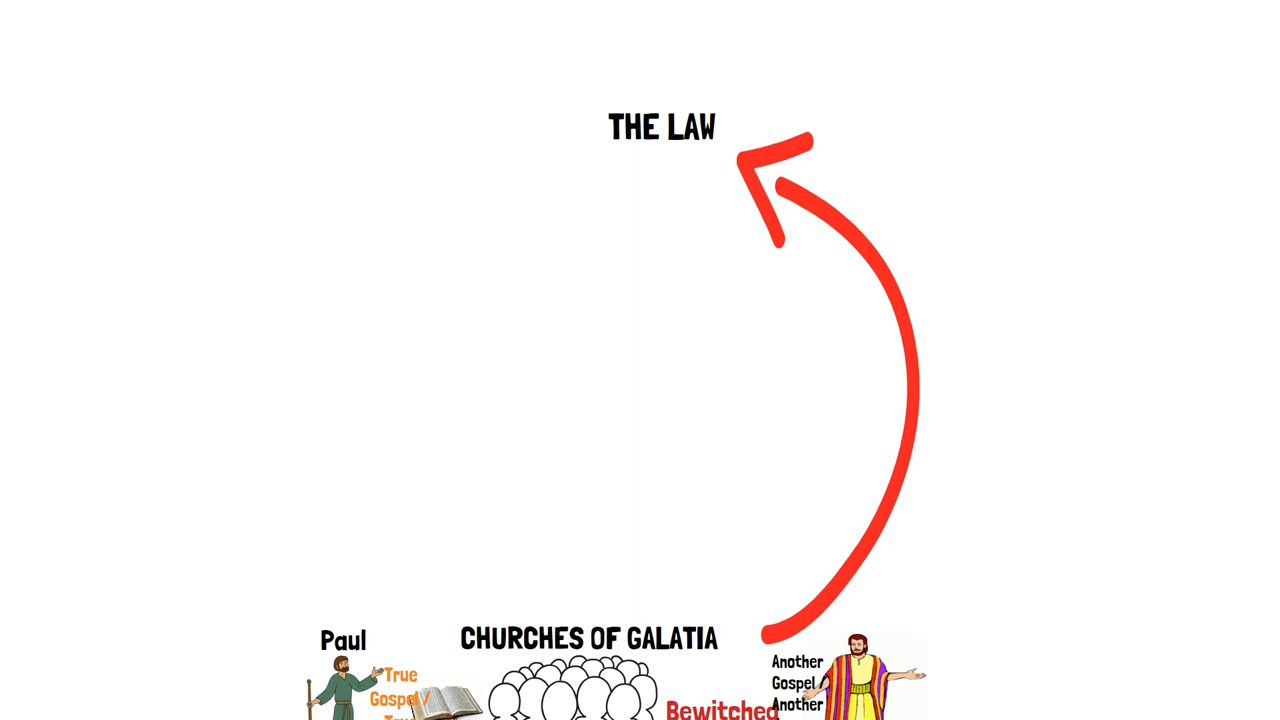 THE LAW
Paul
CHURCHES OF GALATIA
True
Gospel /
Another
Gospel /
Another
Bewitched